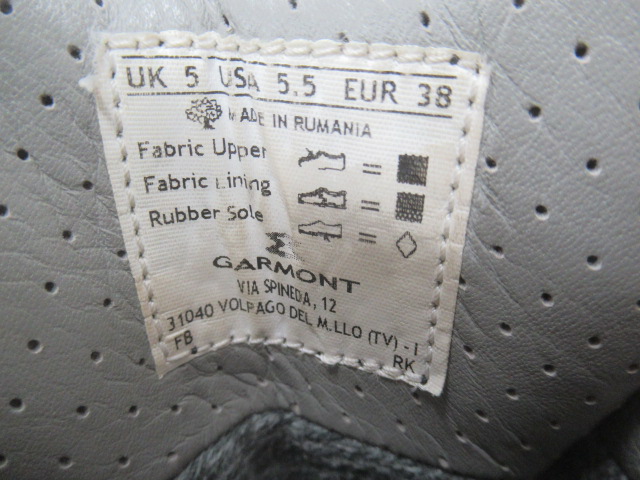 UK 5 USA 5.5 EUR 38
MADE IN RUMANIA
Fabric Upper =
Fabric Lining =
Rubber Sole =
GARMONT
VIA SPINEDA, 12
31040 VOLPAGO DEL M.LLO (TV) - I
FB RK